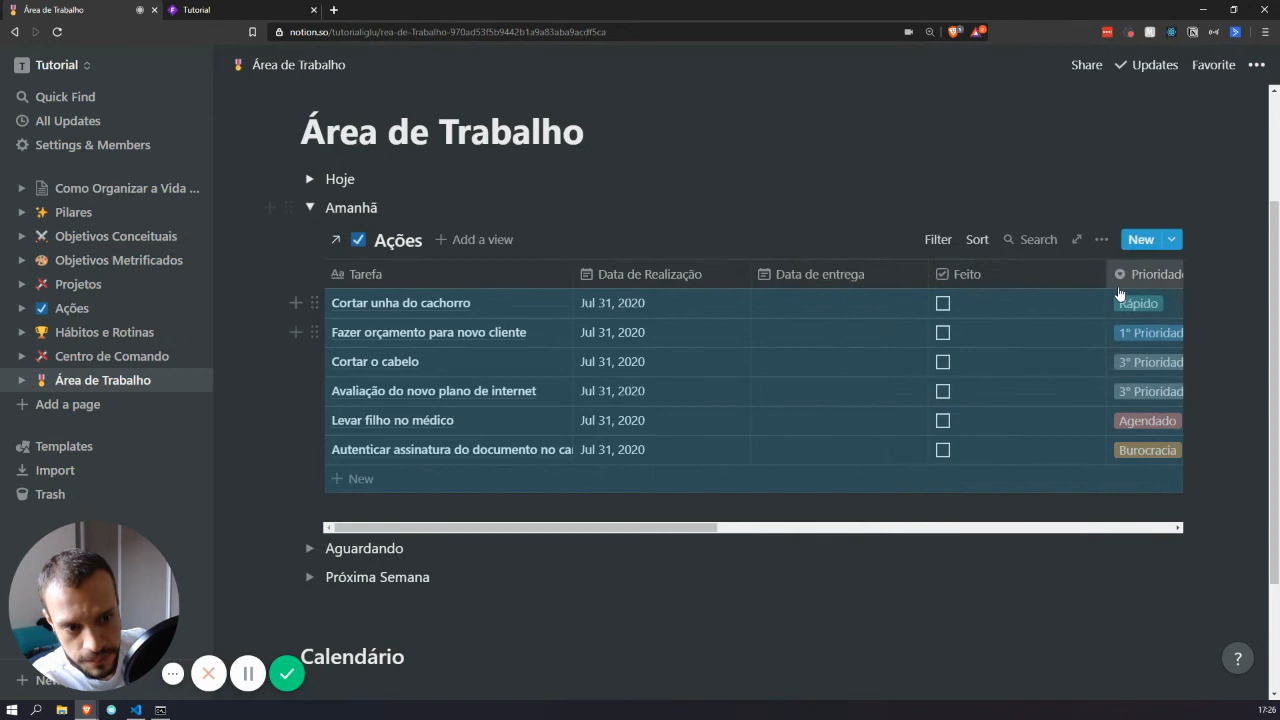 Área de Trabalho
Tutorial
notion.so/tutorialiglu/rea-de-Trabalho-970ad53f5b9442b1a9a83aba9acdf5ca
Tutorial
Área de Trabalho
Share
Updates
Favorite
Quick Find
All Updates
Settings & Members
Como Organizar a Vida ...
Pilares
Objetivos Conceituais
Objetivos Metrificados
Projetos
Ações
Hábitos e Rotinas
Centro de Comando
Área de Trabalho
Add a page
Templates
Import
Trash
Área de Trabalho
Hoje
Amanhã
Ações
Add a view
Filter
Sort
Search
New
Aa Tarefa
Data de Realização
Data de entrega
Feito
Prioridade
Cortar unha do cachorro
Jul 31, 2020
Rápido
Fazer orçamento para novo cliente
Jul 31, 2020
1° Prioridad
Cortar o cabelo
Jul 31, 2020
3° Prioridad
Avaliação do novo plano de internet
Jul 31, 2020
3° Prioridad
Levar filho no médico
Jul 31, 2020
Agendado
Autenticar assinatura do documento no ca
Jul 31, 2020
Burocracia
New
Aguardando
Próxima Semana
Calendário
?
17:26